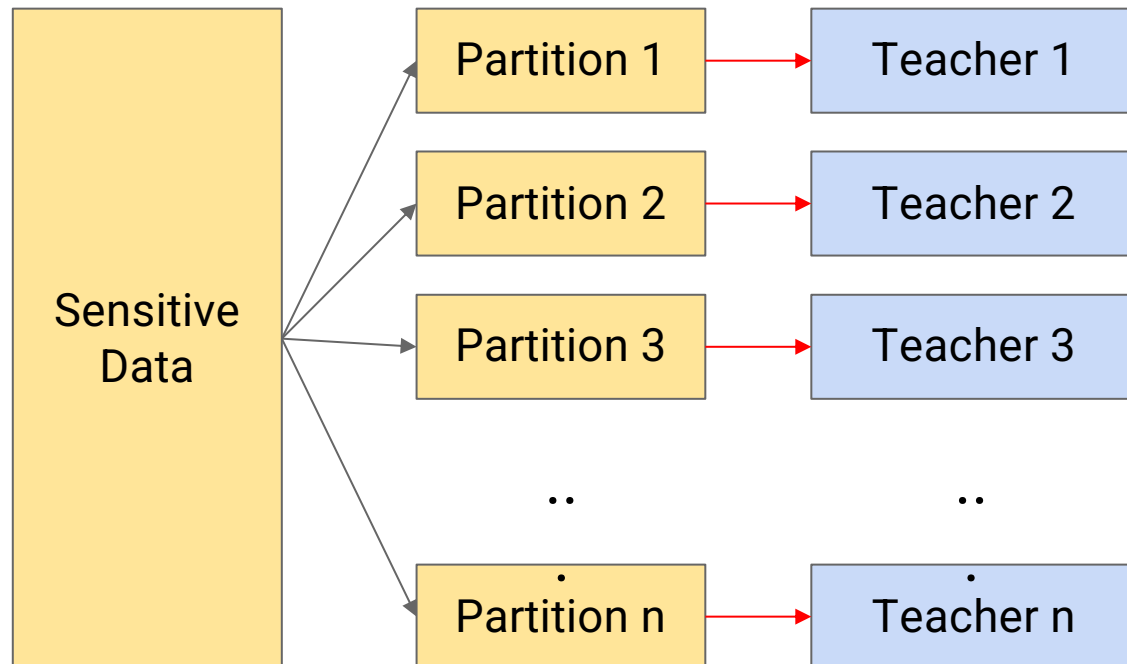 Sensitive
Data
Partition 1
Teacher 1
Partition 2
Teacher 2
Partition 3
Teacher 3
..
.
..
.
Partition n
Teacher n